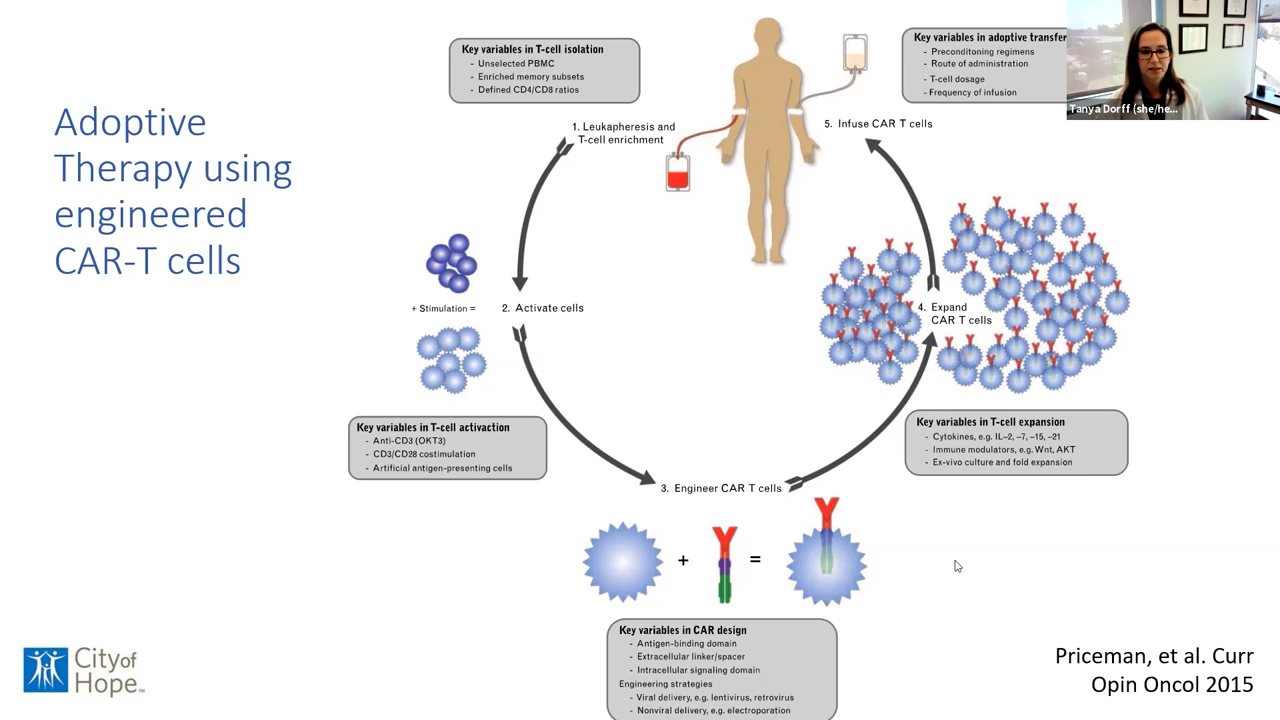 Adoptive
Therapy using
engineered
CAR-T cells
Key variables in T-cell isolation
- Unselected PBMC
- Enriched memory subsets
- Defined CD4/CD8 ratios
Key variables in adoptive transfer
- Preconditoning regimens
- Route of administration
- T-cell dosage
- Frequency of infusion
Tanya Dorff (she/he...
1. Leukapheresis and
T-cell enrichment
5. Infuse CAR T cells
+ Stimulation =
2. Activate cells
4. Expand
CAR T cells
Key variables in T-cell activaction
- Anti-CD3 (OKT3)
- CD3/CD28 costimulation
- Artificial antigen-presenting cells
Key variables in T-cell expansion
- Cytokines, e.g. IL-2, -7, -15, -21
- Immune modulators, e.g. Wnt, AKT
- Ex-vivo culture and fold expansion
3. Engineer CAR T cells
+ =
Key variables in CAR design
- Antigen-binding domain
- Extracellular linker/spacer
- Intracellular signaling domain
Engineering strategies
- Viral delivery, e.g. lentivirus, retrovirus
- Nonviral delivery, e.g. electroporation
City of
Hope™
Priceman, et al. Curr
Opin Oncol 2015